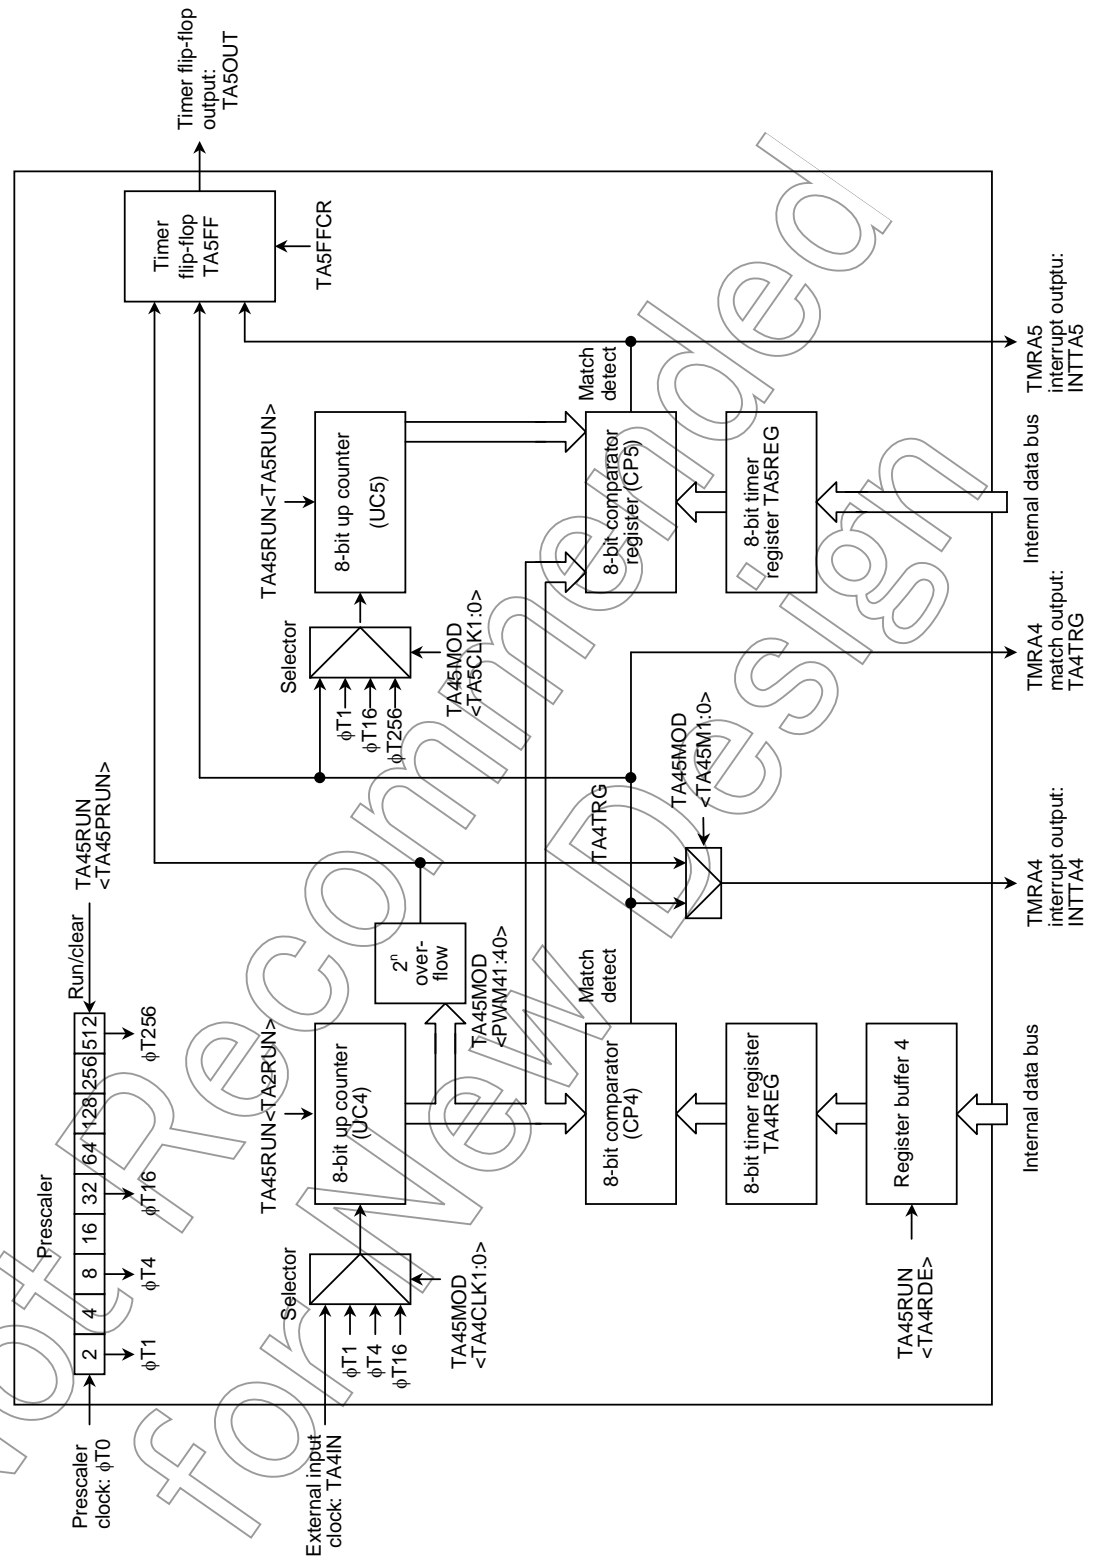 Prescaler
Prescaler
clock: ϕT0
2
4
8
16
32
64
128
256
512
Run/clear
TA45RUN
<TA45PRUN>
ϕT1
ϕT4
ϕT16
ϕT256
External input
clock: TA4IN
Selector
ϕT1
ϕT4
ϕT16
TA45MOD
<TA4CLK1:0>
TA45RUN<TA2RUN>
8-bit up counter
(UC4)
2n
over-
flow
TA45MOD
<PWM41:40>
Selector
ϕT1
ϕT16
ϕT256
TA45MOD
<TA5CLK1:0>
TA45RUN<TA5RUN>
8-bit up counter
(UC5)
Timer
flip-flop
TA5FF
TA5FFCR
Timer flip-flop
output:
TA5OUT
8-bit comparator
(CP4)
Match
detect
TA4TRG
8-bit comparator
register (CP5)
Match
detect
8-bit timer register
TA4REG
TA45MOD
<TA45M1:0>
8-bit timer
register TA5REG
Register buffer 4
TA45RUN
<TA4RDE>
Internal data bus
TMRA4
interrupt output:
INTTA4
TMRA4
match output:
TA4TRG
Internal data bus
TMRA5
interrupt outptu:
INTTA5
Not Recommended
for New Design